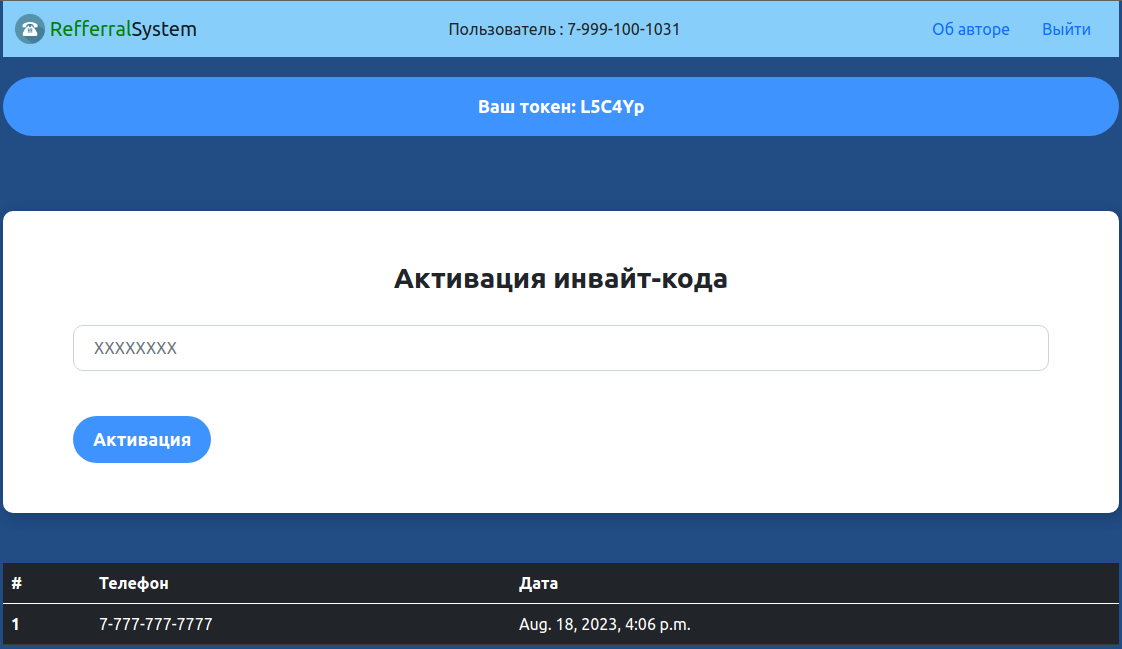 RefferralSystem Пользователь : 7-999-100-1031 Об авторе Выйти
Ваш токен: L5C4Yp
Активация инвайт-кода
XXXXXXXX
Активация
# Телефон Дата
1 7-777-777-7777 Aug. 18, 2023, 4:06 p.m.